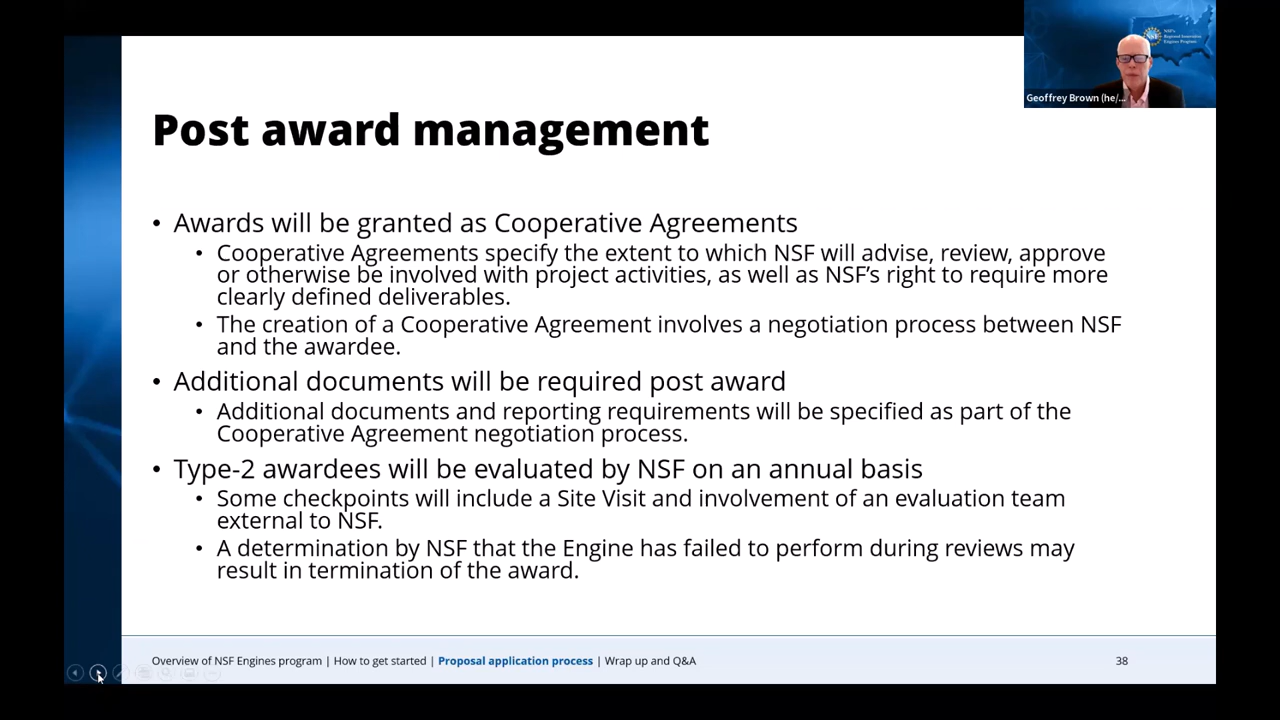 NSF's
Regional Innovation
Engines Program
Geoffrey Brown (he/...
Post award management
• Awards will be granted as Cooperative Agreements
• Cooperative Agreements specify the extent to which NSF will advise, review, approve
or otherwise be involved with project activities, as well as NSF’s right to require more
clearly defined deliverables.
• The creation of a Cooperative Agreement involves a negotiation process between NSF
and the awardee.
• Additional documents will be required post award
• Additional documents and reporting requirements will be specified as part of the
Cooperative Agreement negotiation process.
• Type-2 awardees will be evaluated by NSF on an annual basis
• Some checkpoints will include a Site Visit and involvement of an evaluation team
external to NSF.
• A determination by NSF that the Engine has failed to perform during reviews may
result in termination of the award.
Overview of NSF Engines program | How to get started | Proposal application process | Wrap up and Q&A 38